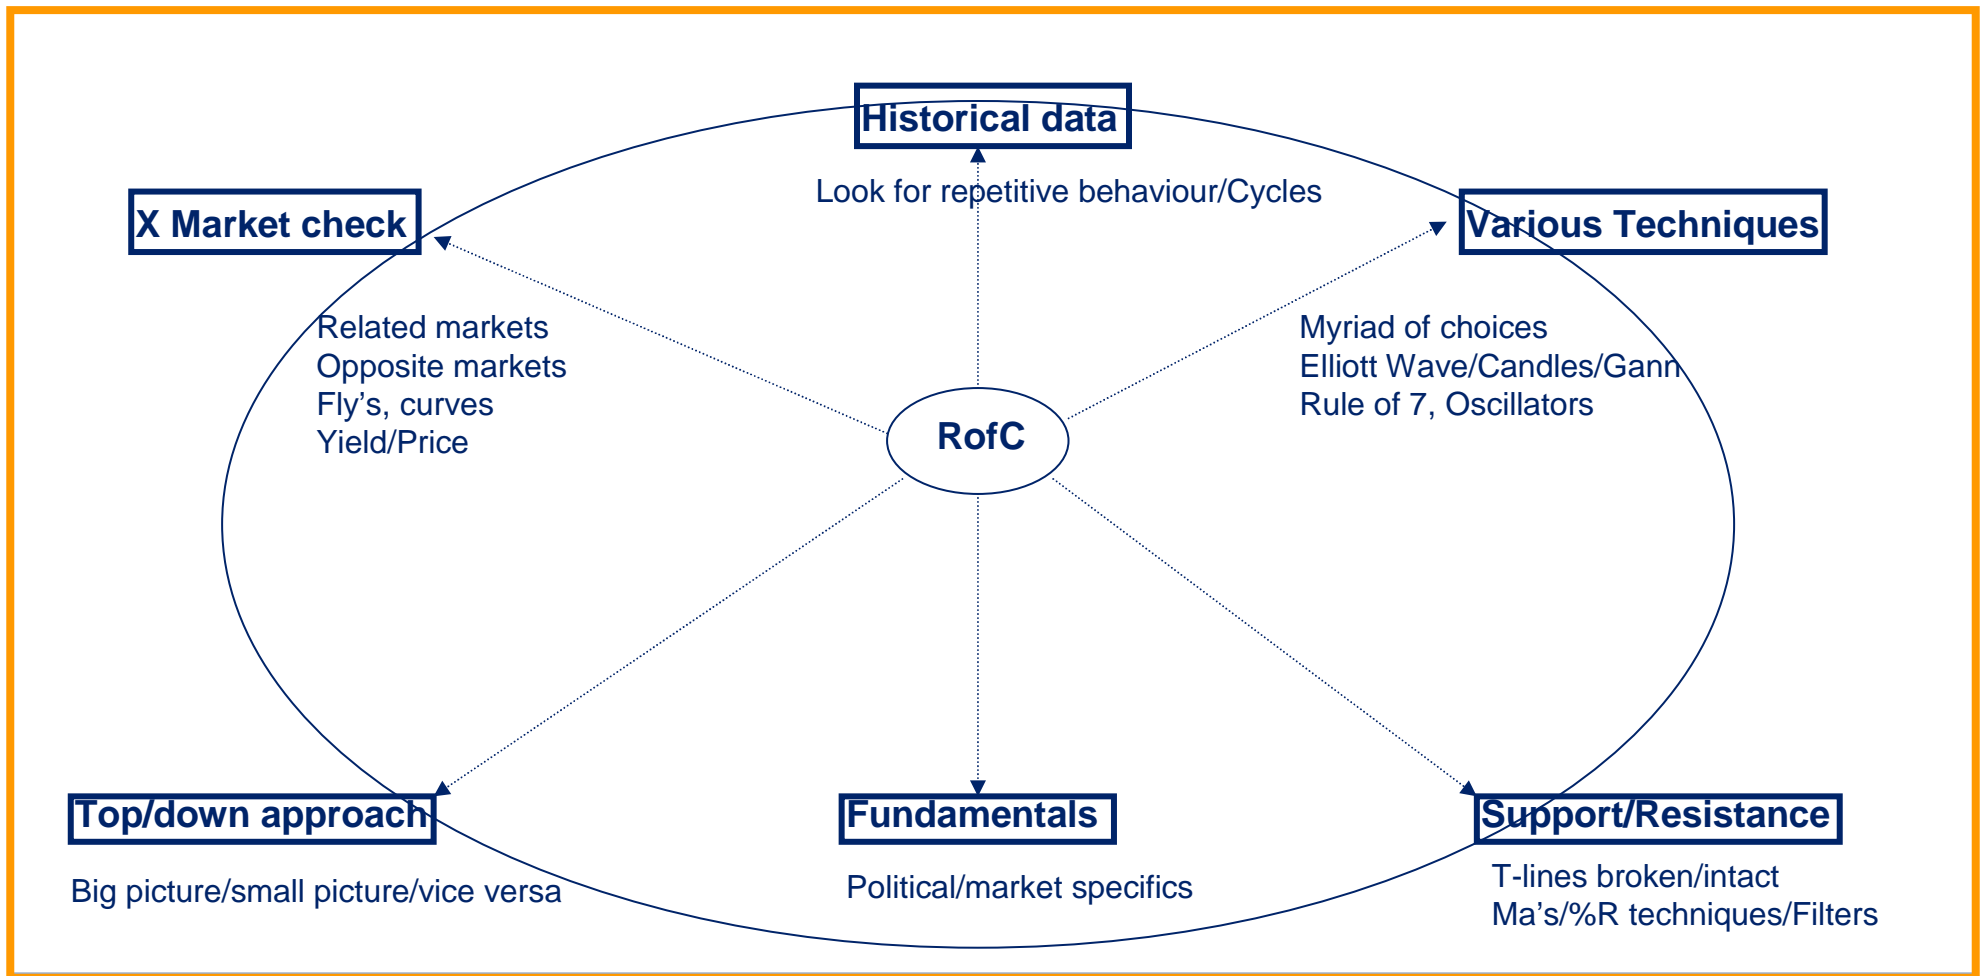 Historical data
Look for repetitive behaviour/Cycles
X Market check
Related markets
Opposite markets
Fly's, curves
Yield/Price
Various Techniques
Myriad of choices
Elliott Wave/Candles/Gann
Rule of 7, Oscillators
RofC
Top/down approach
Big picture/small picture/vice versa
Fundamentals
Political/market specifics
Support/Resistance
T-lines broken/intact
Ma's/%R techniques/Filters